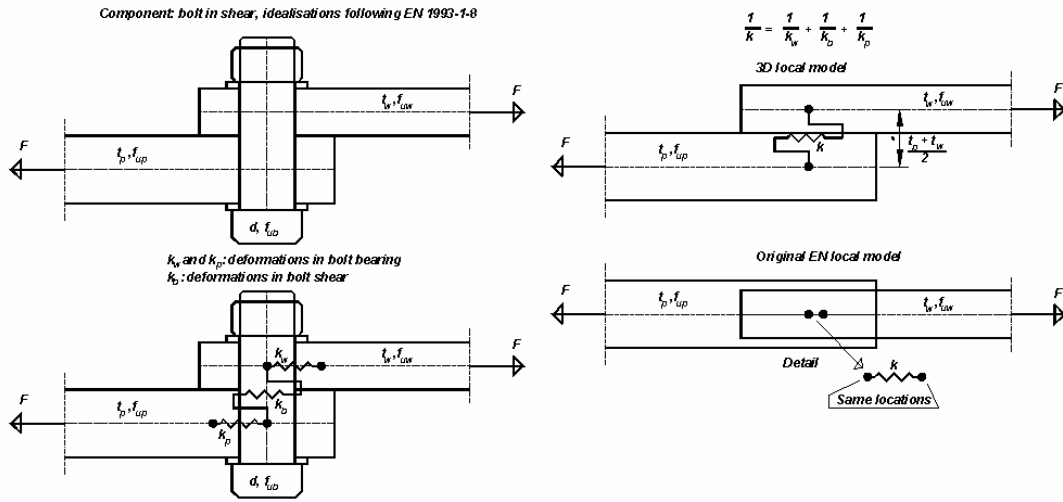 Component: bolt in shear, idealisations following EN 1993-1-8
F
t_w, f_uw
F
t_p, f_up
d, f_ub
k_w and k_p: deformations in bolt bearing
k_b: deformations in bolt shear
k_w
t_w, f_uw
F
F
t_p, f_up
k_b
k_p
d, f_ub
1/k = 1/k_w + 1/k_b + 1/k_p
3D local model
t_w, f_uw
F
F
t_p, f_up
k
t_p + t_w
2
Original EN local model
F
t_p, f_up
t_w, f_uw
F
Detail
k
Same locations